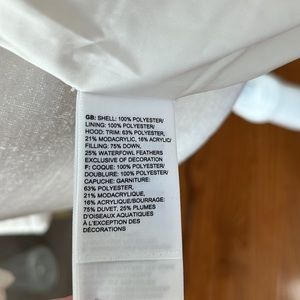 GB: SHELL: 100% POLYESTER/
LINING: 100% POLYESTER/
HOOD: TRIM: 63% POLYESTER,
21% MODACRYLIC, 16% ACRYLIC/
FILLING: 75% DOWN,
25% WATERFOWL FEATHERS
EXCLUSIVE OF DECORATION
F: COQUE: 100% POLYESTER/
DOUBLURE: 100% POLYESTER/
CAPUCHE: GARNITURE:
63% POLYESTER,
21% MODACRYLIQUE,
16% ACRYLIQUE/BOURRAGE:
75% DUVET, 25% PLUMES
D'OISEAUX AQUATIQUES
À L'EXCEPTION DES
DÉCORATIONS